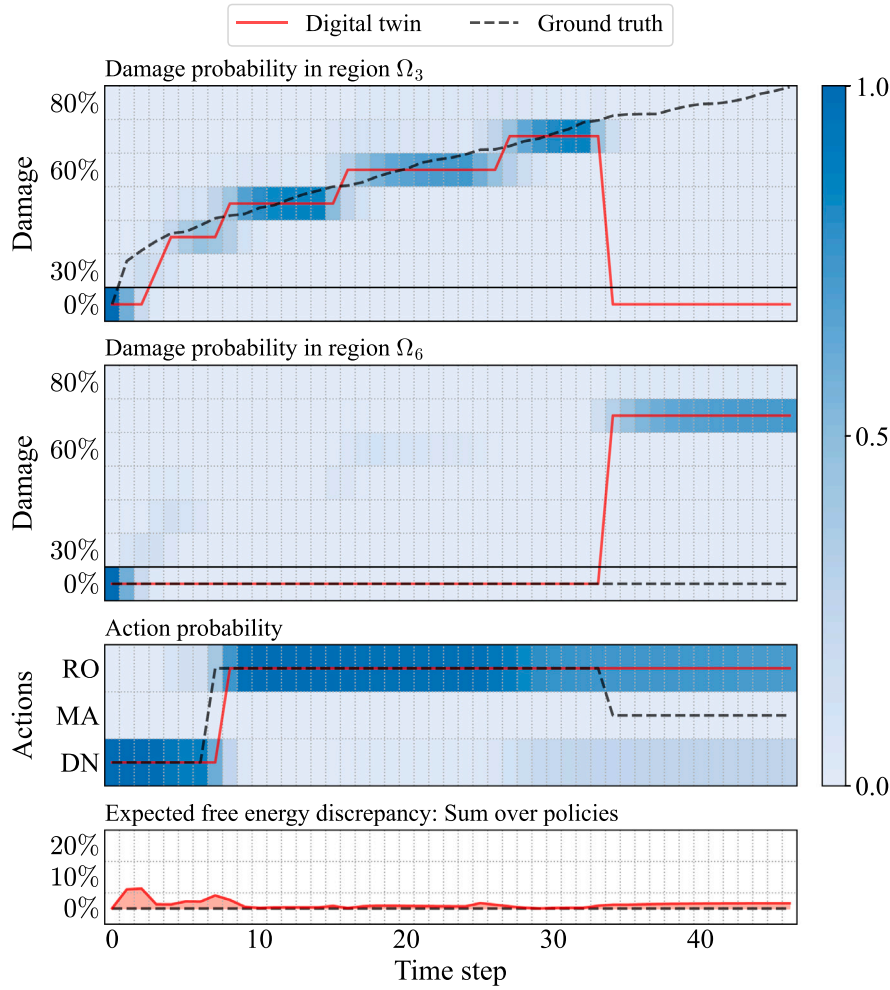 Digital twin
Ground truth
Damage probability in region Ω₃
80%
60%
30%
0%
Damage
1.0
0.5
0.0
Damage probability in region Ω₆
80%
60%
30%
0%
Damage
Action probability
RO
MA
DN
Actions
Expected free energy discrepancy: Sum over policies
20%
10%
0%
0
10
20
30
40
Time step